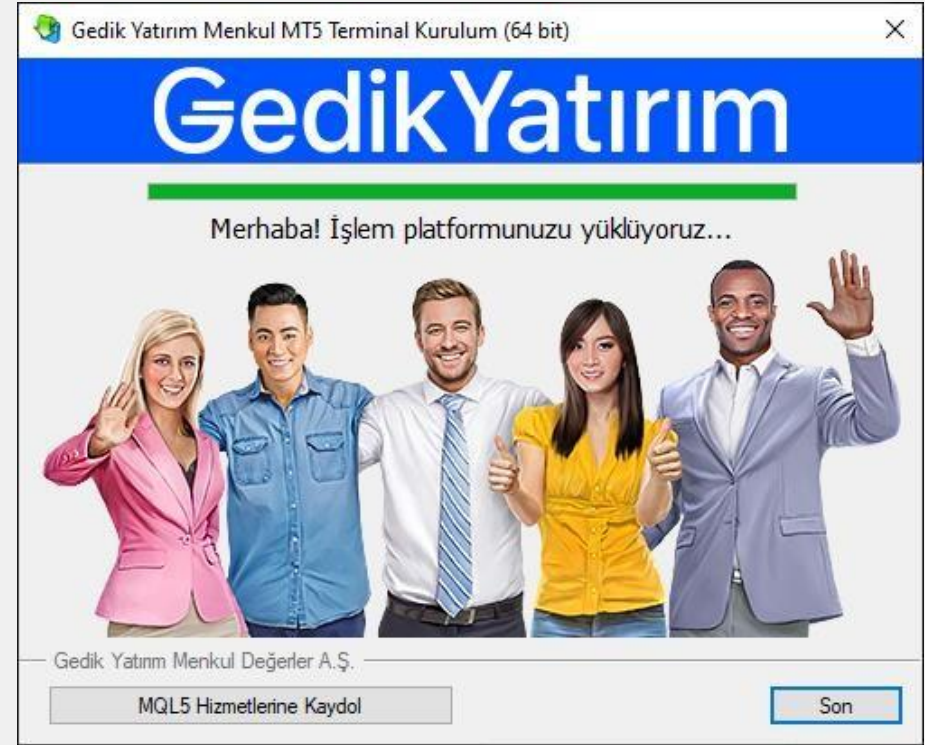 Gedik Yatırım Menkul MT5 Terminal Kurulum (64 bit)
GedikYatırım
Merhaba! İşlem platformunuzu yüklüyoruz...
Gedik Yatırım Menkul Değerler A.Ş.
MQL5 Hizmetlerine Kaydol
Son